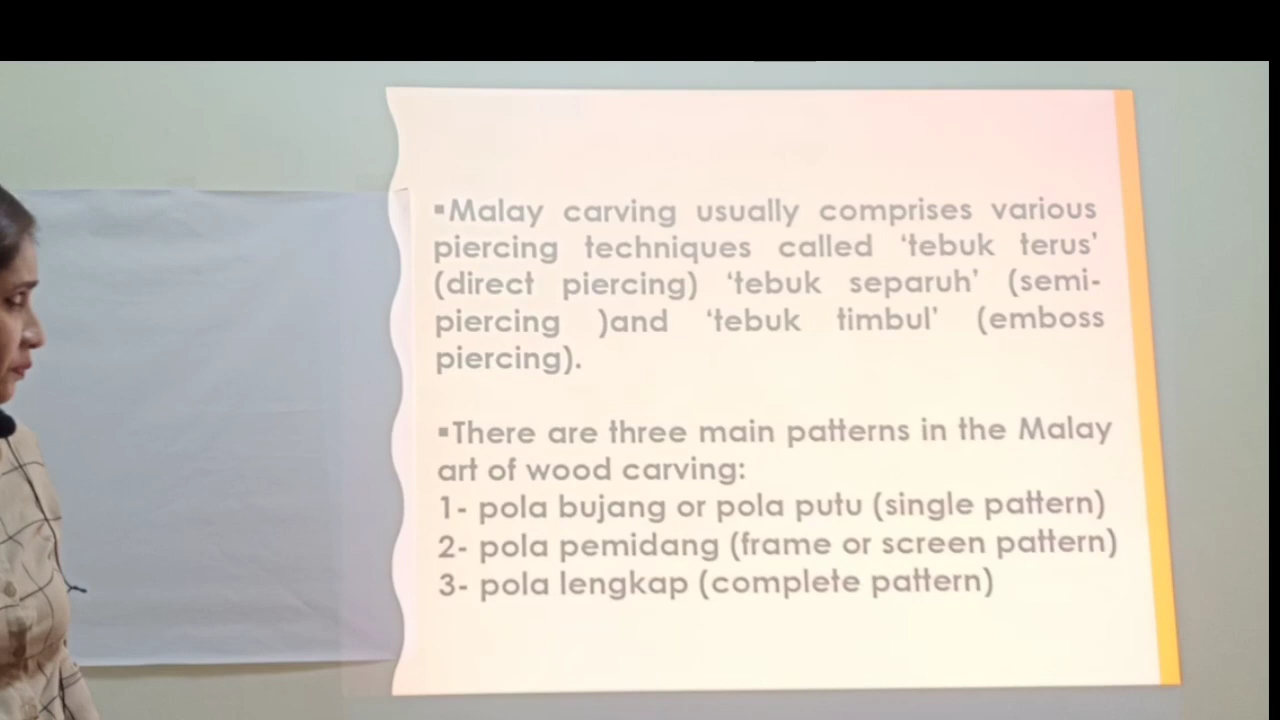 ▪Malay carving usually comprises various
piercing techniques called ‘tebuk terus’
(direct piercing) ‘tebuk separuh’ (semi-
piercing )and ‘tebuk timbul’ (emboss
piercing).
▪There are three main patterns in the Malay
art of wood carving:
1- pola bujang or pola putu (single pattern)
2- pola pemidang (frame or screen pattern)
3- pola lengkap (complete pattern)